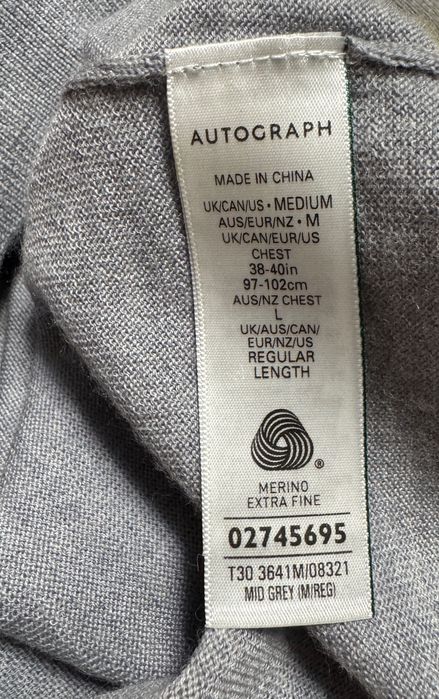 AUTOGRAPH
MADE IN CHINA
UK/CAN/US • MEDIUM
AUS/EUR/NZ • M
UK/CAN/EUR/US
CHEST
38-40in
97-102cm
AUS/NZ CHEST
L
UK/AUS/CAN/
EUR/NZ/US
REGULAR
LENGTH
®
MERINO
EXTRA FINE
02745695
T30 3641M/08321
MID GREY (M/REG)